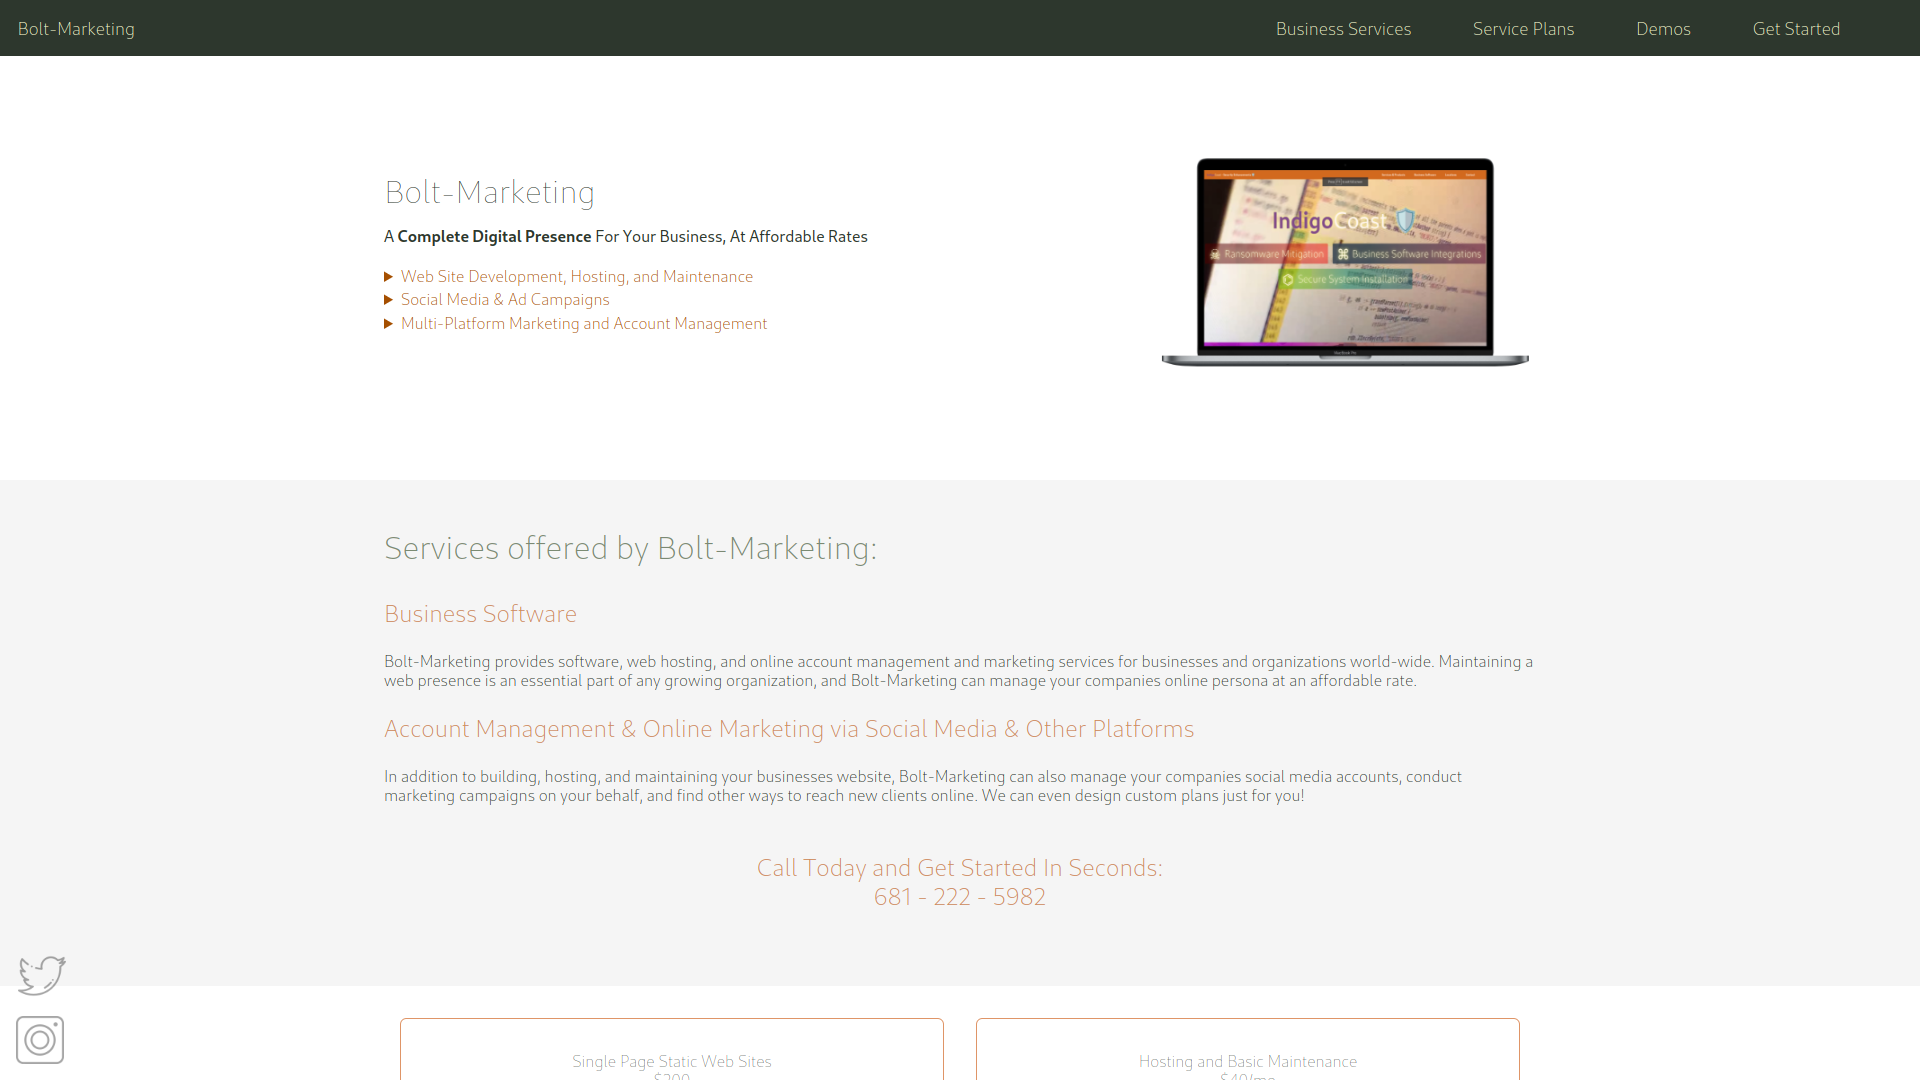 Bolt-Marketing
Business Services
Service Plans
Demos
Get Started
Bolt-Marketing
A Complete Digital Presence For Your Business, At Affordable Rates
Web Site Development, Hosting, and Maintenance
Social Media & Ad Campaigns
Multi-Platform Marketing and Account Management
IndigoCoast
Ransomware Mitigation
Business Software Integrations
Secure System Installation
MacBook Pro
Services offered by Bolt-Marketing:
Business Software
Bolt-Marketing provides software, web hosting, and online account management and marketing services for businesses and organizations world-wide. Maintaining a
web presence is an essential part of any growing organization, and Bolt-Marketing can manage your companies online persona at an affordable rate.
Account Management & Online Marketing via Social Media & Other Platforms
In addition to building, hosting, and maintaining your businesses website, Bolt-Marketing can also manage your companies social media accounts, conduct
marketing campaigns on your behalf, and find other ways to reach new clients online. We can even design custom plans just for you!
Call Today and Get Started In Seconds:
681 - 222 - 5982
Single Page Static Web Sites
$200
Hosting and Basic Maintenance
$40/mo